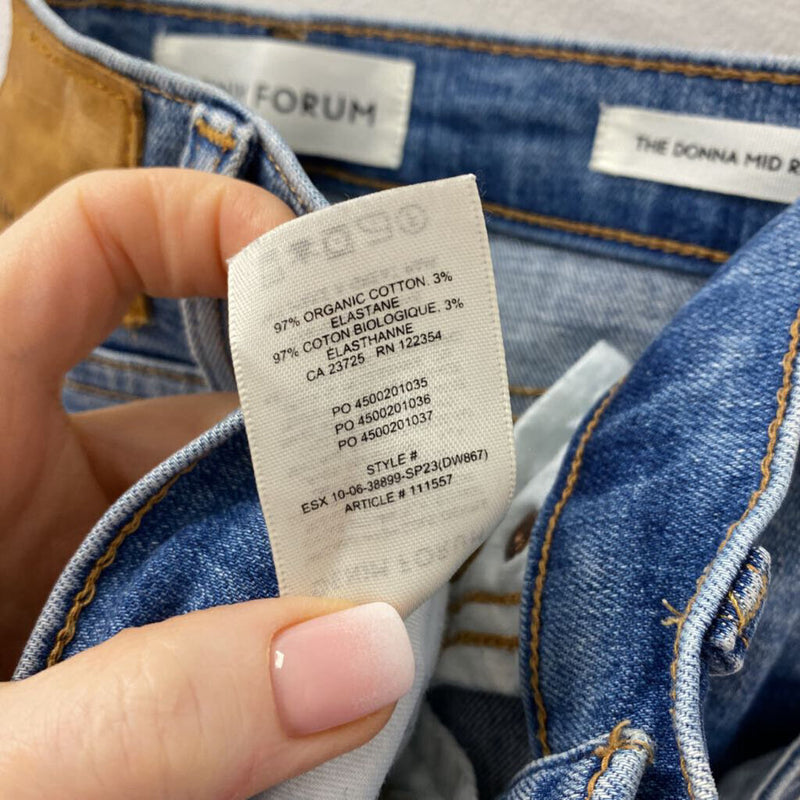 FORUM
THE DONNA MID
97% ORGANIC COTTON. 3%
ELASTANE
97% COTON BIOLOGIQUE. 3%
ÉLASTHANNE
CA 23725 RN 122354
PO 4500201035
PO 4500201036
PO 4500201037
STYLE #
ESX 10-06-38899-SP23(DW867)
ARTICLE # 111557